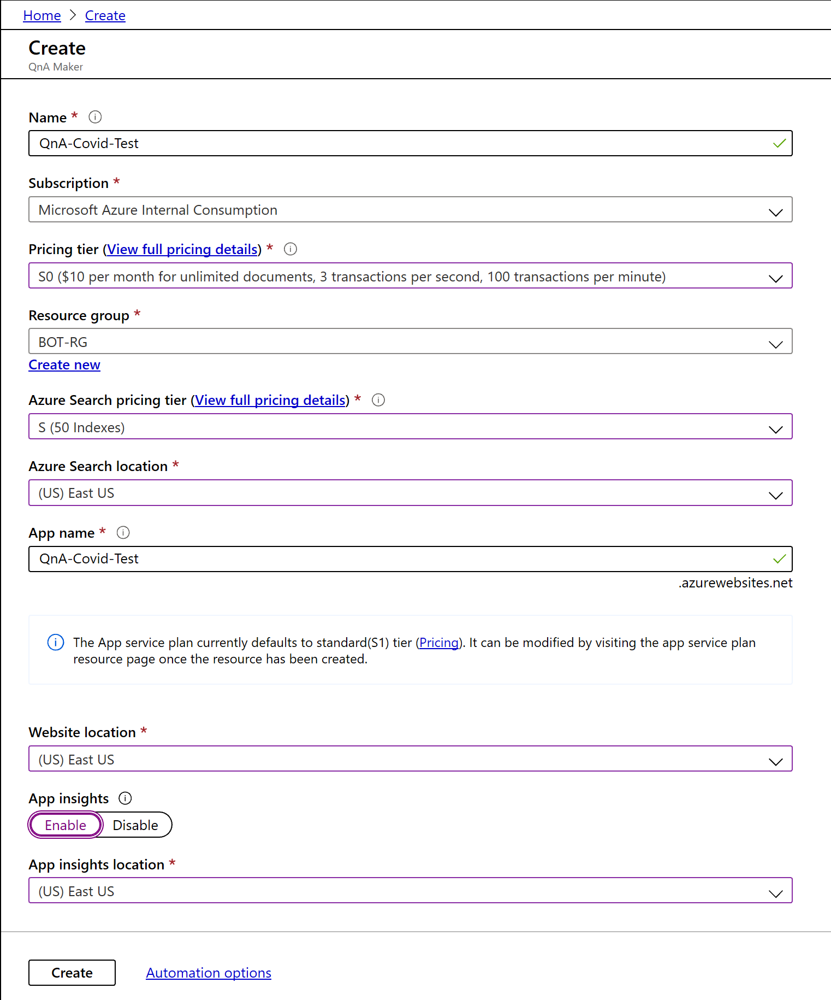 Home > Create
Create
QnA Maker
Name *
QnA-Covid-Test
Subscription *
Microsoft Azure Internal Consumption
Pricing tier (View full pricing details) *
S0 ($10 per month for unlimited documents, 3 transactions per second, 100 transactions per minute)
Resource group *
BOT-RG
Create new
Azure Search pricing tier (View full pricing details) *
S (50 Indexes)
Azure Search location *
(US) East US
App name *
QnA-Covid-Test
.azurewebsites.net
The App service plan currently defaults to standard(S1) tier (Pricing). It can be modified by visiting the app service plan
resource page once the resource has been created.
Website location *
(US) East US
App insights
Enable Disable
App insights location *
(US) East US
Create Automation options